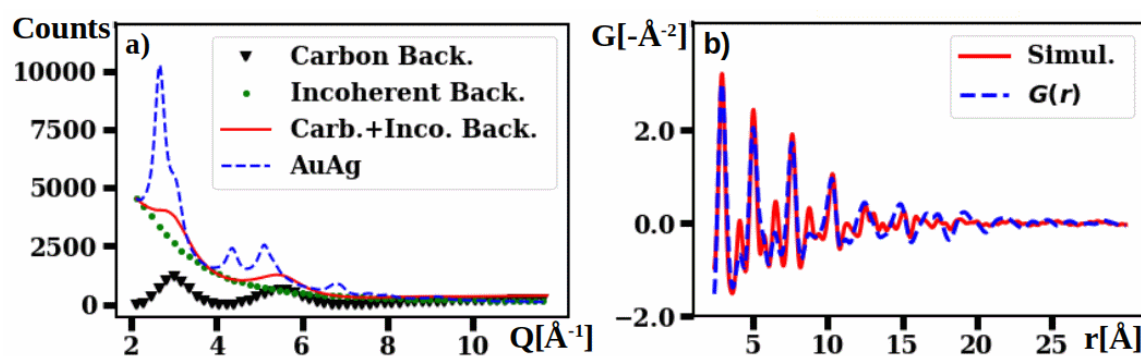 Counts
a)
10000
7500
5000
2500
0
2 4 6 8 10 Q[Å⁻¹]
Carbon Back.
Incoherent Back.
Carb.+Inco. Back.
AuAg
G[-Å⁻²]
b)
2.0
0.0
−2.0
5 10 15 20 25 r[Å]
Simul.
G(r)